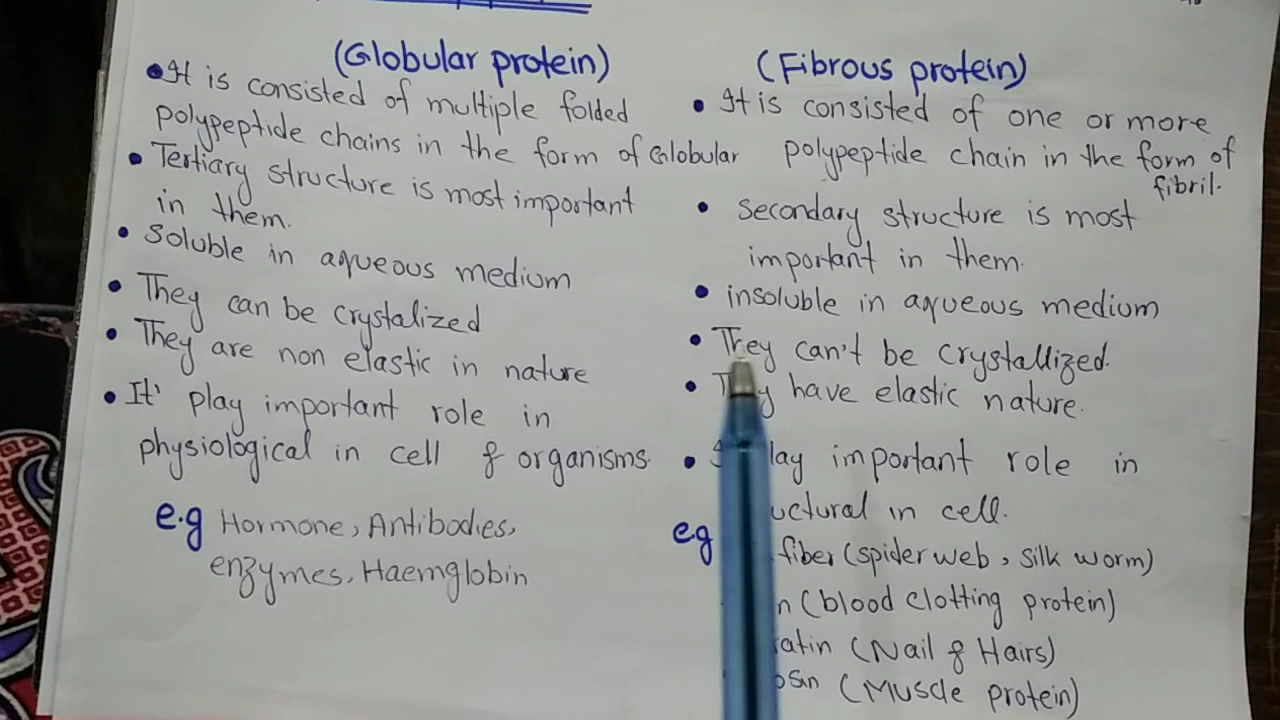 (Globular protein)
• It is consisted of multiple folded
polypeptide chains in the form of Globular
• Tertiary structure is most important
in them.
• Soluble in aqueous medium
• They can be crystalized
• They are non elastic in nature
• It' play important role in
physiological in cell & organisms.
e.g Hormone, Antibodies,
enzymes, Haemglobin
(Fibrous protein)
• It is consisted of one or more
polypeptide chain in the form of
fibril.
• Secondary structure is most
important in them.
• insoluble in aqueous medium
• They can't be crystallized.
• They have elastic nature.
• lay important role in
uctural in cell.
eg fiber (spider web, silk worm)
n (blood clotting protein)
atin (Nail & Hairs)
osin (Muscle protein)